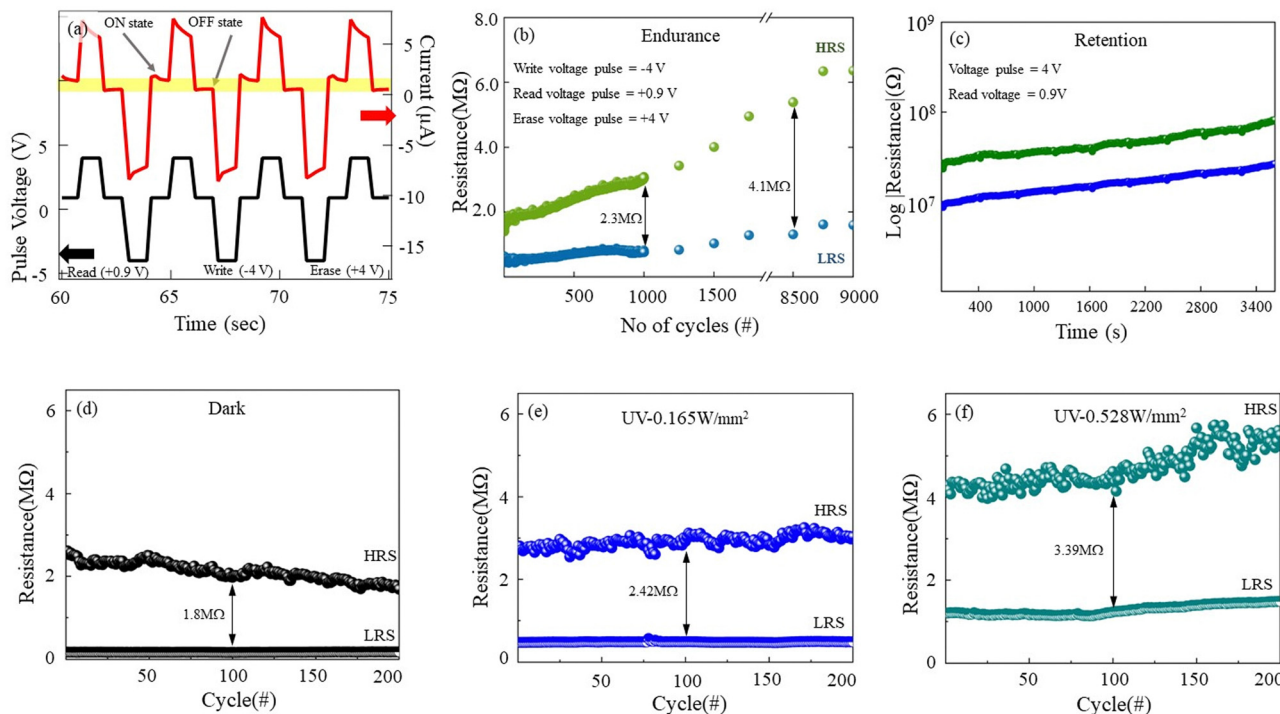 (a)
ON state
OFF state
Pulse Voltage (V)
5
0
-5
Current (µA)
5
0
-5
-10
-15
Read (+0.9 V)
Write (-4 V)
Erase (+4 V)
60
65
70
75
Time (sec)
(b)
Endurance
HRS
Write voltage pulse = -4 V
Read voltage pulse = +0.9 V
Erase voltage pulse = +4 V
Resistance(MΩ)
8.0
6.0
4.0
2.0
2.3MΩ
4.1MΩ
LRS
500
1000
1500
8500
9000
No of cycles (#)
(c)
Retention
Voltage pulse = 4 V
Read voltage = 0.9V
Log |Resistance|(Ω)
10⁹
10⁸
10⁷
400
1000
1600
2200
2800
3400
Time (s)
(d)
Dark
Resistance(MΩ)
6
4
2
0
HRS
1.8MΩ
LRS
50
100
150
200
Cycle(#)
(e)
UV-0.165W/mm²
Resistance(MΩ)
6
4
2
0
HRS
2.42MΩ
LRS
50
100
150
200
Cycle(#)
(f)
UV-0.528W/mm²
HRS
Resistance(MΩ)
6
4
2
0
3.39MΩ
LRS
50
100
150
200
Cycle(#)